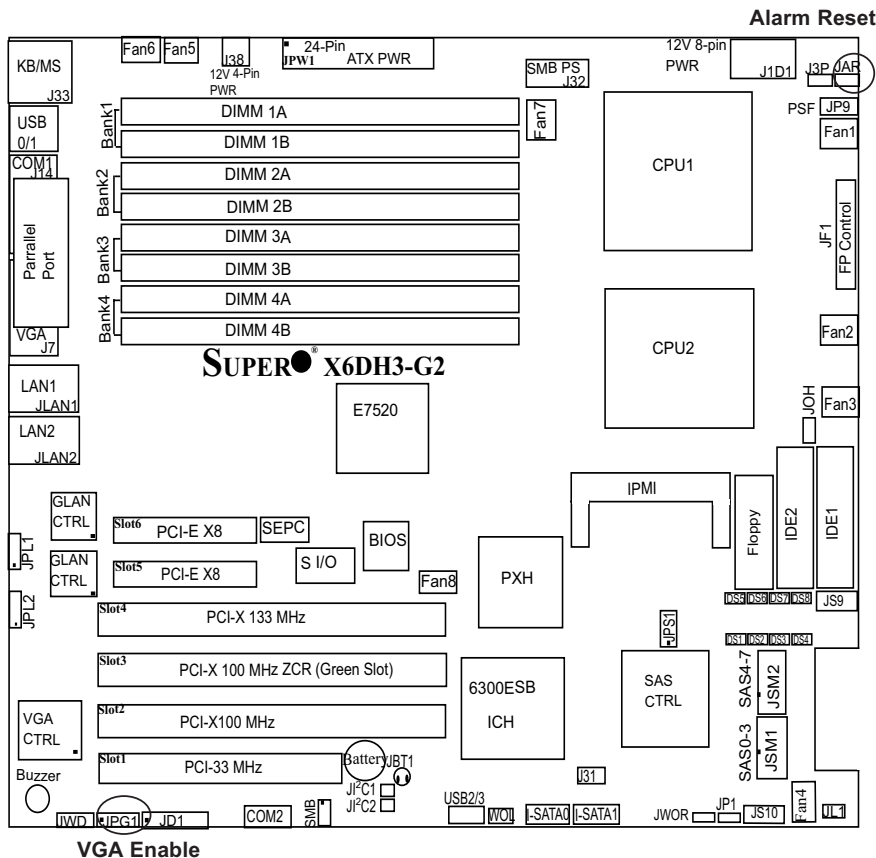 Alarm Reset
KB/MS
J33
Fan6
Fan5
J38
12V 4-Pin
PWR
24-Pin
JPW1
ATX PWR
SMB PS
J32
12V 8-pin
PWR
J1D1
J3P
JAR
USB
0/1
COM1
J14
Parrallel
Port
VGA
J7
Bank1
DIMM 1A
DIMM 1B
Bank2
DIMM 2A
DIMM 2B
Bank3
DIMM 3A
DIMM 3B
Bank4
DIMM 4A
DIMM 4B
Fan7
CPU1
PSF
JP9
Fan1
JF1
FP Control
CPU2
Fan2
SUPER® X6DH3-G2
LAN1
JLAN1
LAN2
JLAN2
E7520
JOH
Fan3
GLAN
CTRL
JPL1
GLAN
CTRL
JPL2
Slot6
PCI-E X8
SEPC
Slot5
PCI-E X8
S I/O
BIOS
Fan8
PXH
IPMI
Floppy
IDE2
IDE1
DS5 DS6 DS7 DS8
JS9
Slot4
PCI-X 133 MHz
JPS1
DS1 DS2 DS3 DS4
Slot3
PCI-X 100 MHz ZCR (Green Slot)
6300ESB
ICH
SAS
CTRL
SAS4-7
JSM2
SAS0-3
JSM1
VGA
CTRL
Slot2
PCI-X100 MHz
Slot1
PCI-33 MHz
Battery
JBT1
Buzzer
JI²C1
JI²C2
J31
IWD
JPG1
JD1
COM2
SMB
USB2/3
WOL
I-SATA0
I-SATA1
JWOR
JP1
JS10
Fan4
JL1
VGA Enable